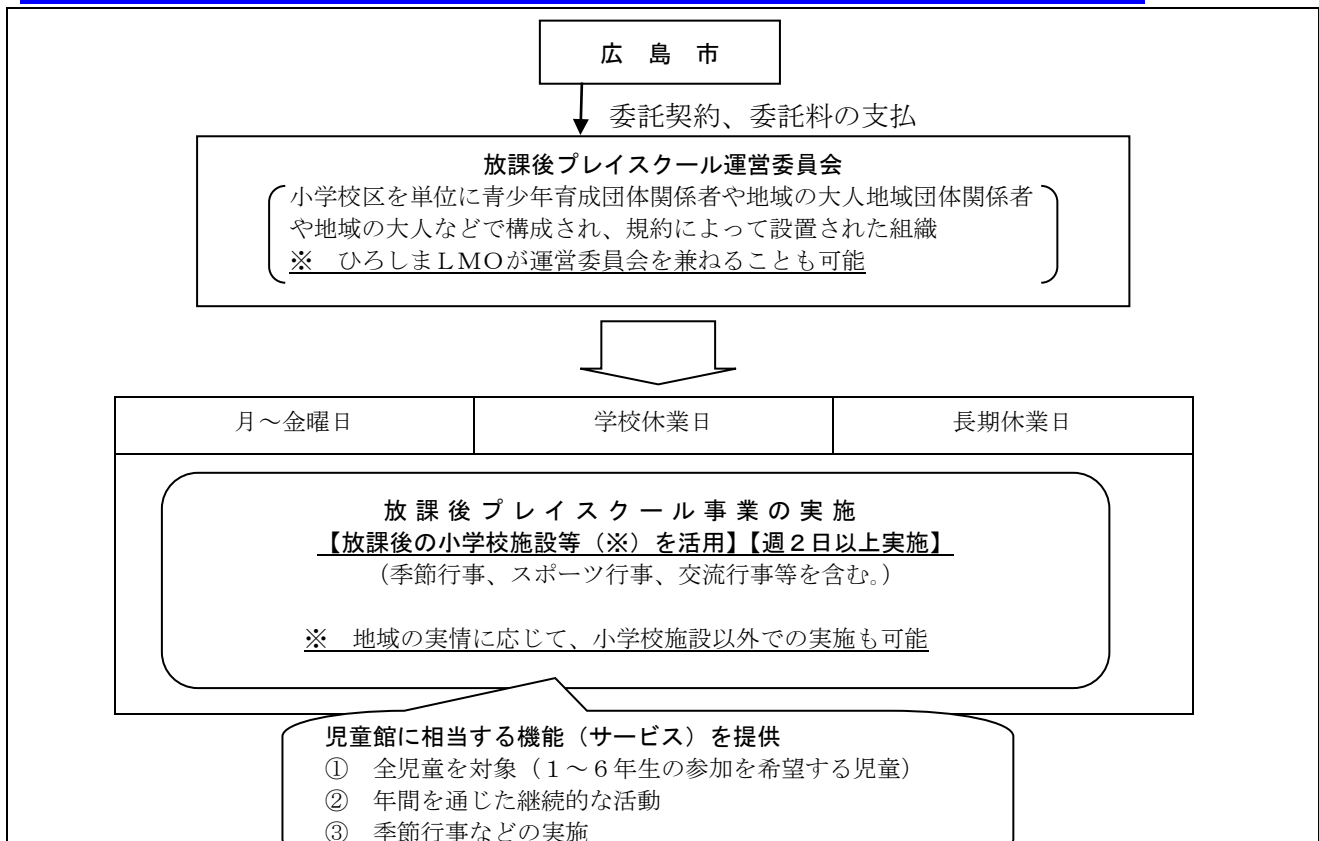 広 島 市
委託契約、委託料の支払
放課後プレイスクール運営委員会
小学校区を単位に青少年育成団体関係者や地域の大人地域団体関係者
や地域の大人などで構成され、規約によって設置された組織
※ ひろしまLMOが運営委員会を兼ねることも可能
月~金曜日 学校休業日 長期休業日
放課後プレイスクール事業の実施
【放課後の小学校施設等(※)を活用】【週2日以上実施】
(季節行事、スポーツ行事、交流行事等を含む。)
※ 地域の実情に応じて、小学校施設以外での実施も可能
児童館に相当する機能(サービス)を提供
① 全児童を対象(1~6年生の参加を希望する児童)
② 年間を通じた継続的な活動
③ 季節行事などの実施